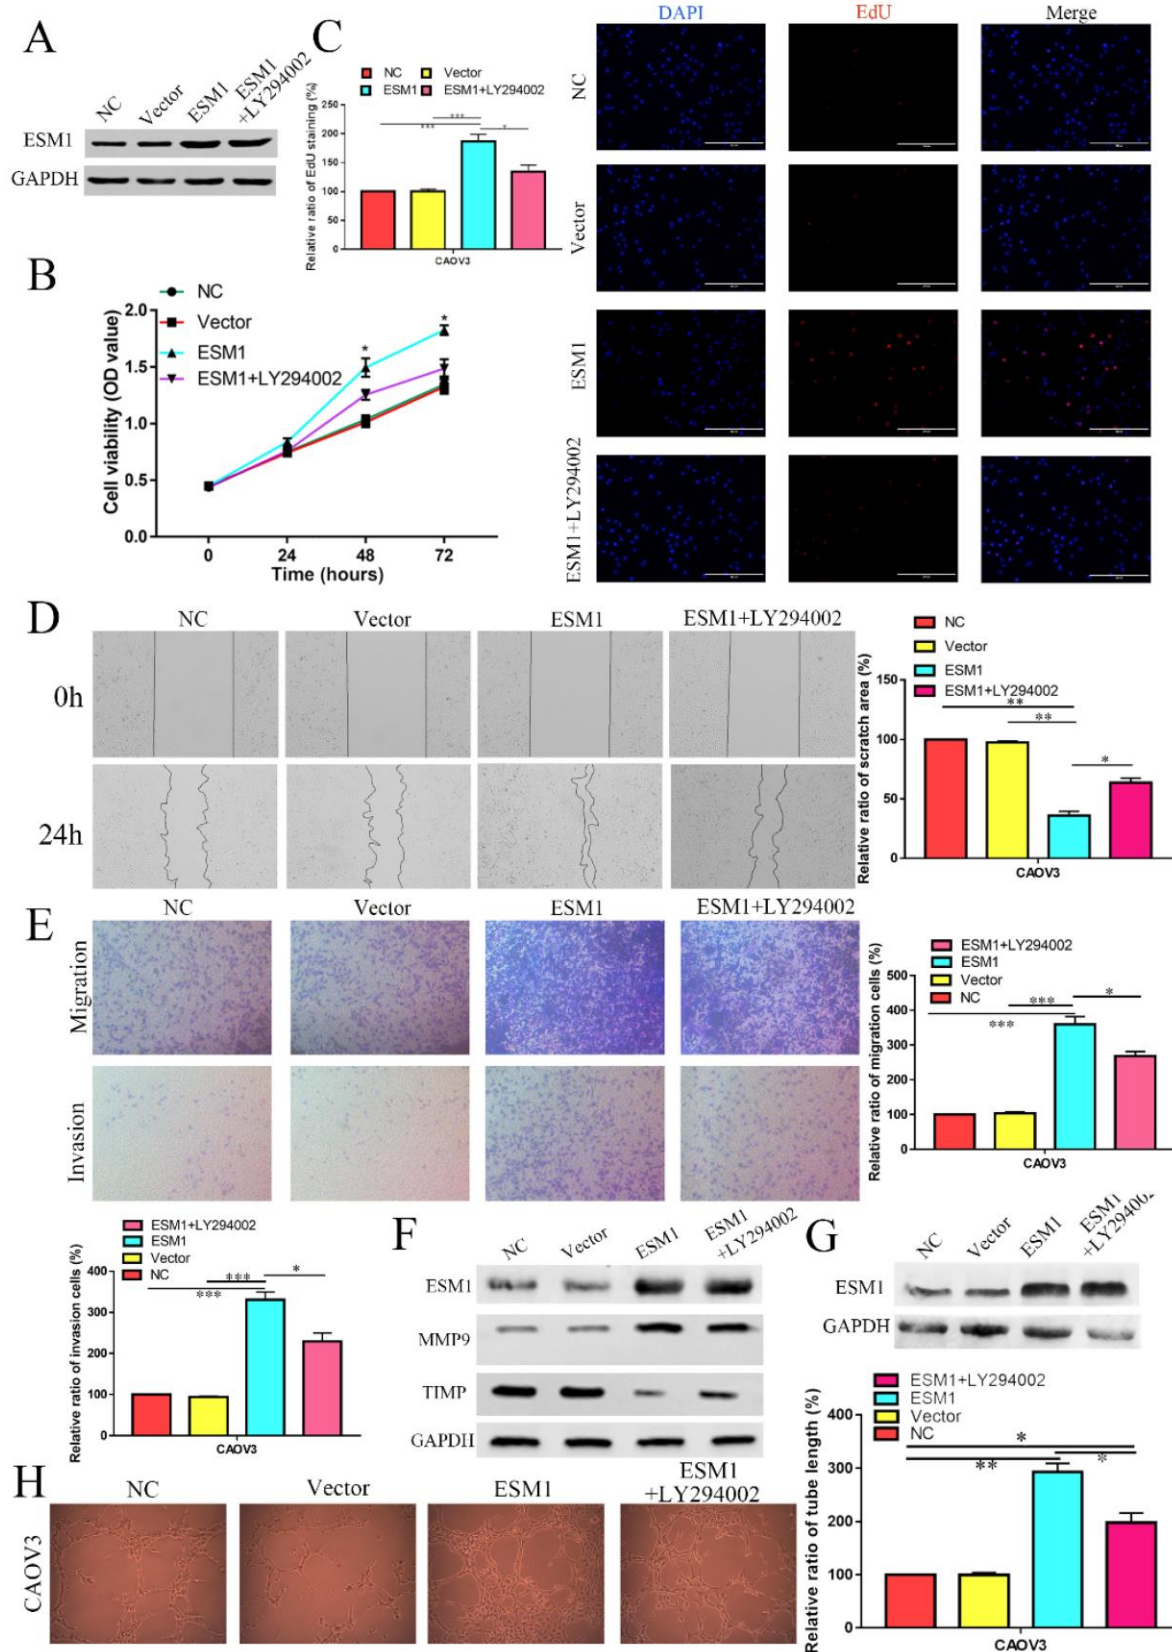 A
NC
Vector
ESM1
ESM1
+LY294002
ESM1
GAPDH
C
NC
Vector
ESM1
ESM1+LY294002
Relative ratio of EdU staining (%)
250
200
150
100
50
0
***
***
*
CAOV3
DAPI
EdU
Merge
NC
Vector
ESM1
ESM1+LY294002
B
NC
Vector
ESM1
ESM1+LY294002
Cell viability (OD value)
2.0
1.5
1.0
0.5
0.0
*
*
0
24
48
72
Time (hours)
D
NC
Vector
ESM1
ESM1+LY294002
0h
24h
NC
Vector
ESM1
ESM1+LY294002
Relative ratio of scratch area (%)
150
100
50
0
**
**
*
CAOV3
E
NC
Vector
ESM1
ESM1+LY294002
Migration
Invasion
ESM1+LY294002
ESM1
Vector
NC
Relative ratio of migration cells (%)
500
400
300
200
100
0
***
***
*
CAOV3
ESM1+LY294002
ESM1
Vector
NC
Relative ratio of invasion cells (%)
400
300
200
100
0
***
***
*
CAOV3
F
NC
Vector
ESM1
ESM1
+LY294002
ESM1
MMP9
TIMP
GAPDH
G
NC
Vector
ESM1
ESM1
+LY294002
ESM1
GAPDH
H
NC
Vector
ESM1
ESM1
+LY294002
CAOV3
ESM1+LY294002
ESM1
Vector
NC
Relative ratio of tube length (%)
400
300
200
100
0
*
**
*
CAOV3